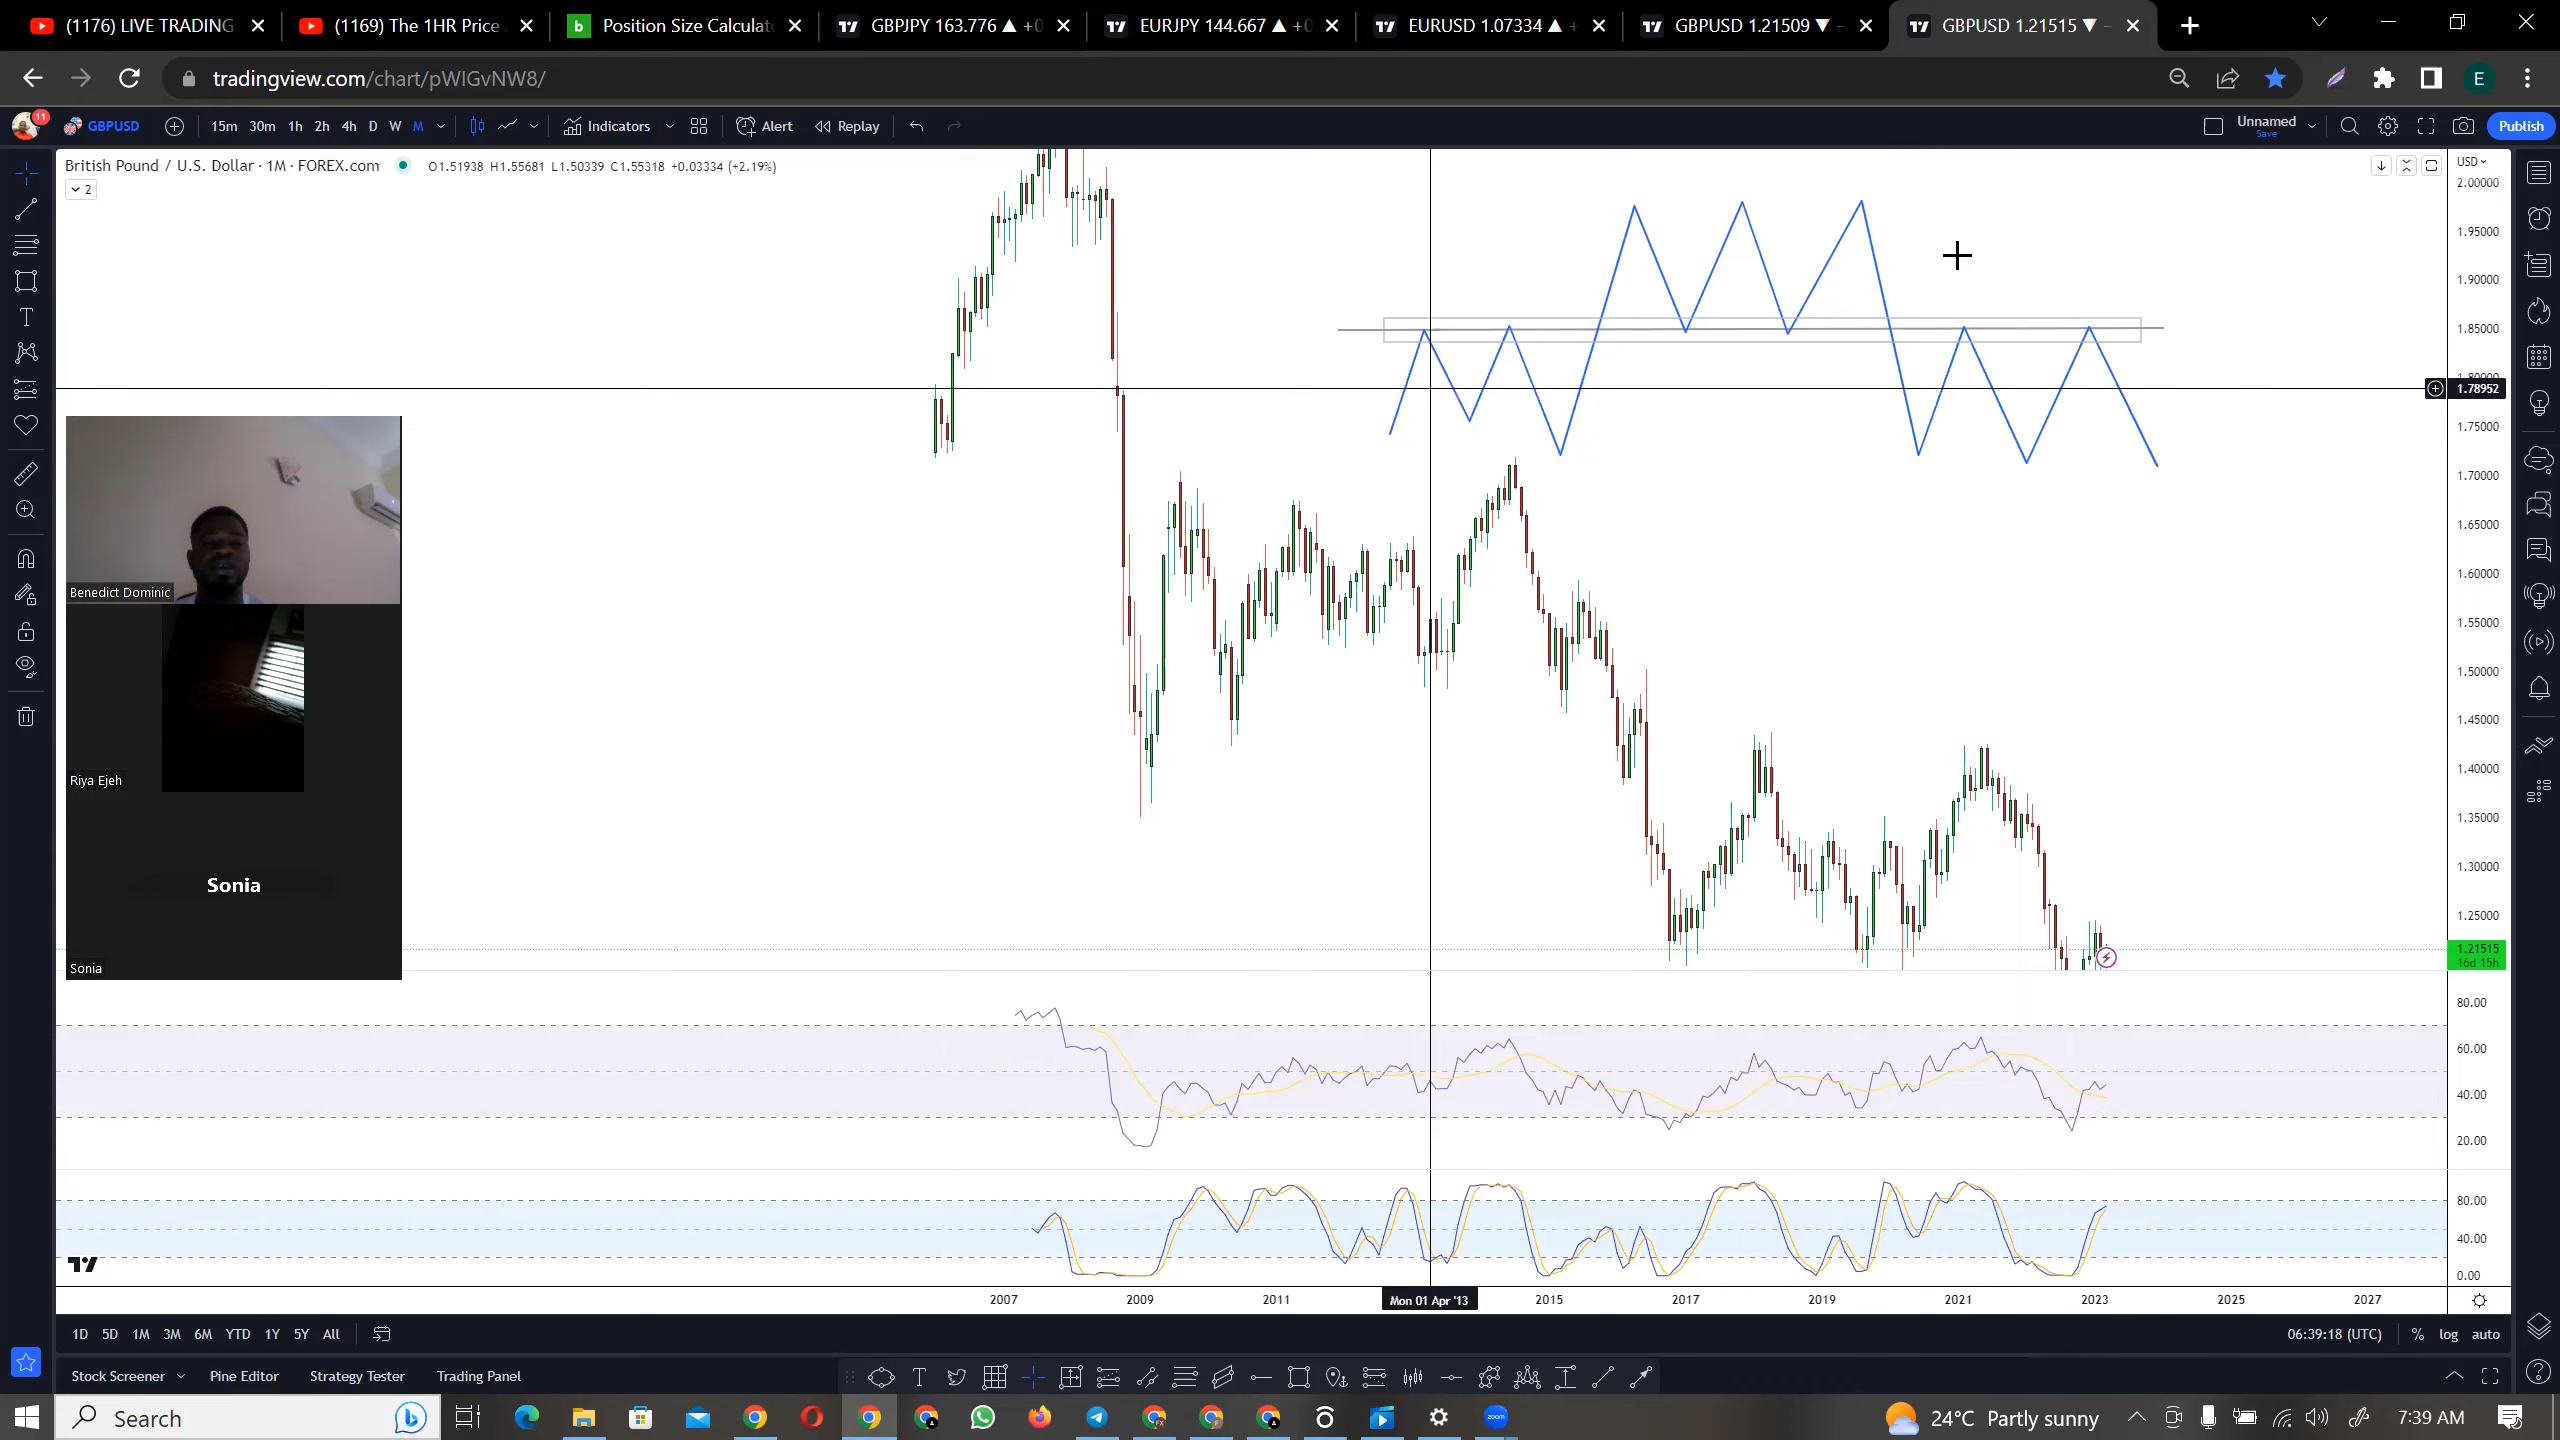 (1176) LIVE TRADING
(1169) The 1HR Price
Position Size Calculat
GBPJPY 163.776 ▲ +0
EURJPY 144.667 ▲ +0
EURUSD 1.07334 ▲ +
GBPUSD 1.21509 ▼ −
GBPUSD 1.21515 ▼ −
tradingview.com/chart/pWIGvNW8/
E
11
GBPUSD
15m 30m 1h 2h 4h D W M
Indicators
Alert
Replay
Unnamed
Save
Publish
British Pound / U.S. Dollar · 1M · FOREX.com
O1.51938 H1.55681 L1.50339 C1.55318 +0.03334 (+2.19%)
2
USD
2.00000
1.95000
1.90000
1.85000
1.80000
1.78952
1.75000
1.70000
1.65000
1.60000
1.55000
1.50000
1.45000
1.40000
1.35000
1.30000
1.25000
1.21515
16d 15h
Benedict Dominic
Riya Ejeh
Sonia
Sonia
80.00
60.00
40.00
20.00
80.00
40.00
0.00
2007 2009 2011 Mon 01 Apr '13 2015 2017 2019 2021 2023 2025 2027
1D 5D 1M 3M 6M YTD 1Y 5Y All
06:39:18 (UTC) % log auto
Stock Screener Pine Editor Strategy Tester Trading Panel
Search
zoom
24°C Partly sunny
7:39 AM